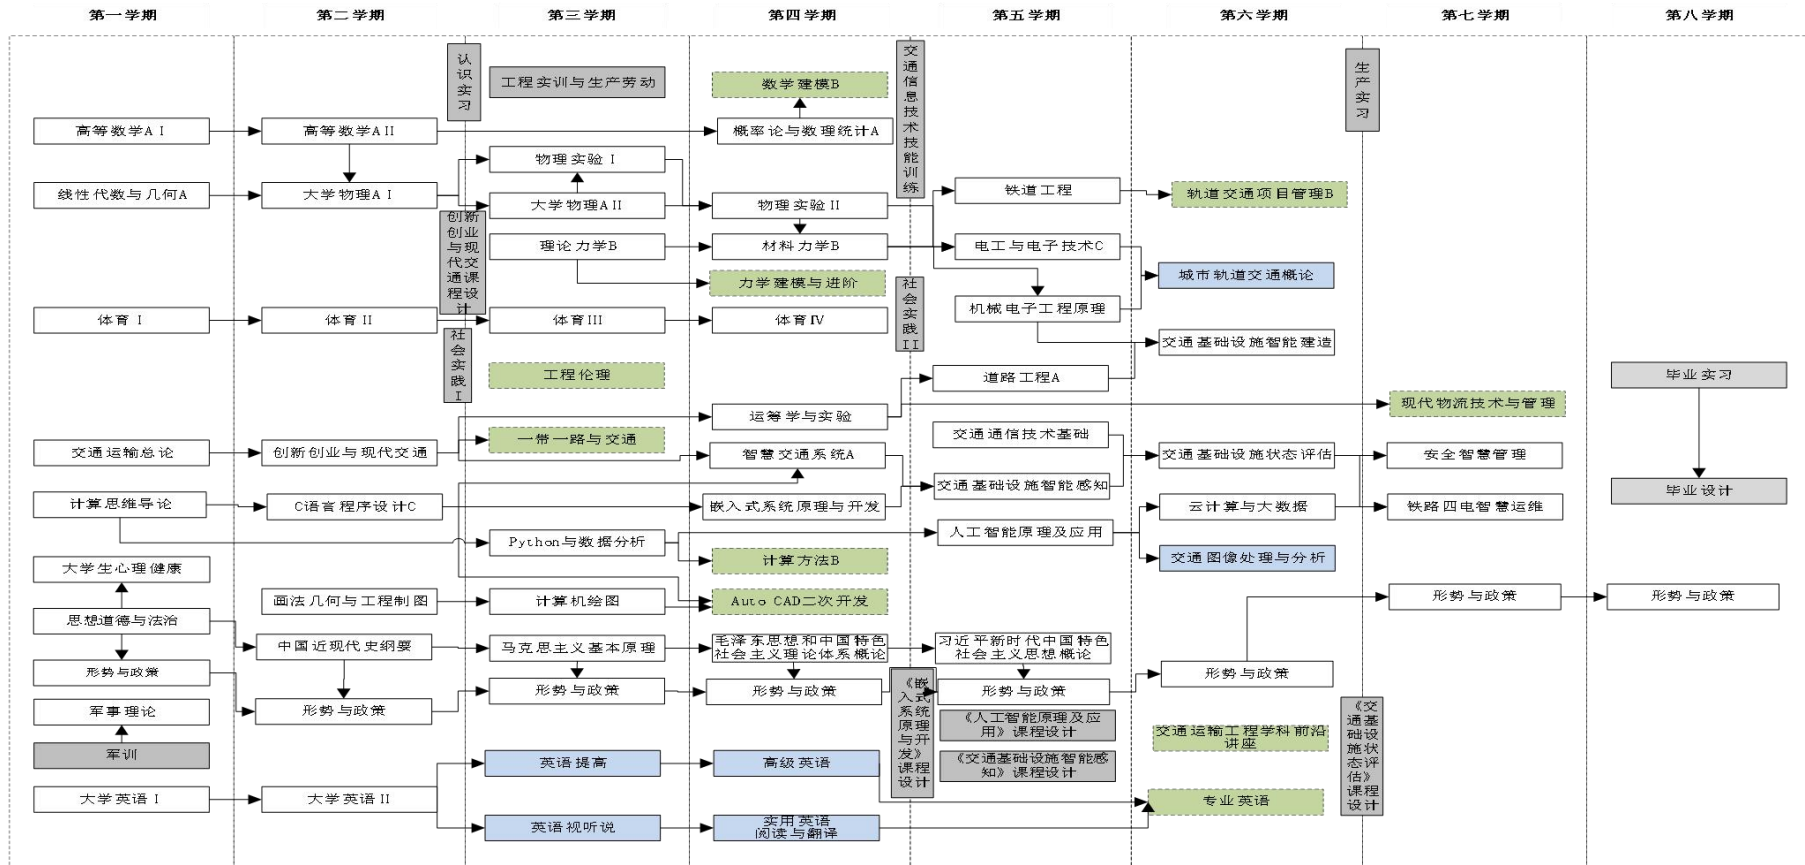 第一学期
第二学期
第三学期
第四学期
第五学期
第六学期
第七学期
第八学期
认识实习
工程实训与生产劳动
数学建模B
交通信息技术技能训练
生产实习
高等数学A I
高等数学A II
概率论与数理统计A
物理实验 I
线性代数与几何A
大学物理A I
大学物理A II
物理实验 II
铁道工程
轨道交通项目管理B
创新创业与现代交通课程设计
理论力学B
材料力学B
电工与电子技术C
城市轨道交通概论
力学建模与进阶
社会实践II
机械电子工程原理
体育 I
体育 II
体育III
体育IV
社会实践I
交通基础设施智能建造
工程伦理
道路工程A
毕业实习
运筹学与实验
现代物流技术与管理
交通运输总论
创新创业与现代交通
一带一路与交通
智慧交通系统A
交通通信技术基础
交通基础设施状态评估
安全智慧管理
交通基础设施智能感知
毕业设计
计算思维导论
C语言程序设计C
嵌入式系统原理与开发
云计算与大数据
铁路四电智慧运维
Python与数据分析
人工智能原理及应用
计算方法B
交通图像处理与分析
大学生心理健康
画法几何与工程制图
计算机绘图
Auto CAD二次开发
形势与政策
形势与政策
思想道德与法治
中国近现代史纲要
马克思主义基本原理
毛泽东思想和中国特色
社会主义理论体系概论
习近平新时代中国特色
社会主义思想概论
形势与政策
形势与政策
形势与政策
形势与政策
形势与政策
形势与政策
《嵌入式系统原理与开发》课程设计
《交通基础设施状态评估》课程设计
军事理论
《人工智能原理及应
用》课程设计
交通运输工程学科前沿
讲座
军训
英语提高
高级英语
《交通基础设施智能感
知》课程设计
大学英语 I
大学英语 II
专业英语
英语视听说
实用英语
阅读与翻译